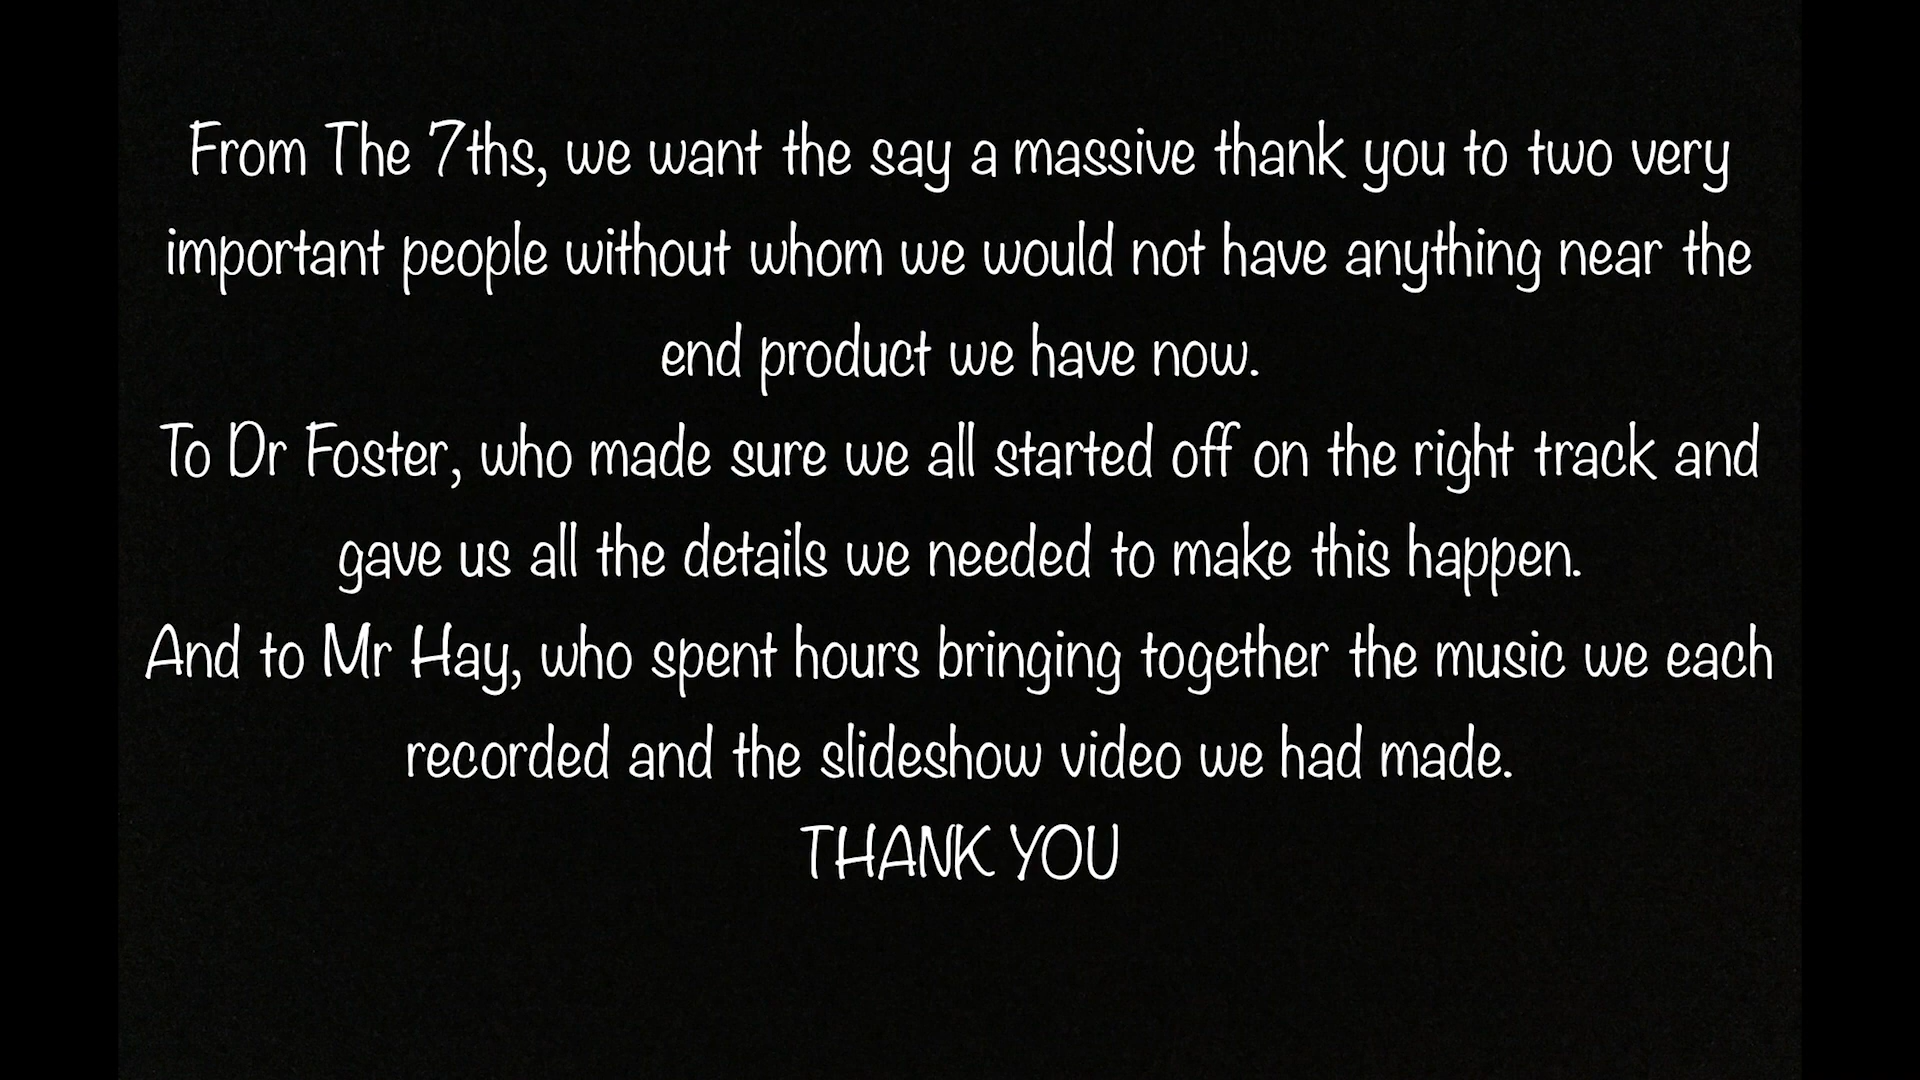 From The 7ths, we want the say a massive thank you to two very
important people without whom we would not have anything near the
end product we have now.
To Dr Foster, who made sure we all started off on the right track and
gave us all the details we needed to make this happen.
And to Mr Hay, who spent hours bringing together the music we each
recorded and the slideshow video we had made.
THANK YOU